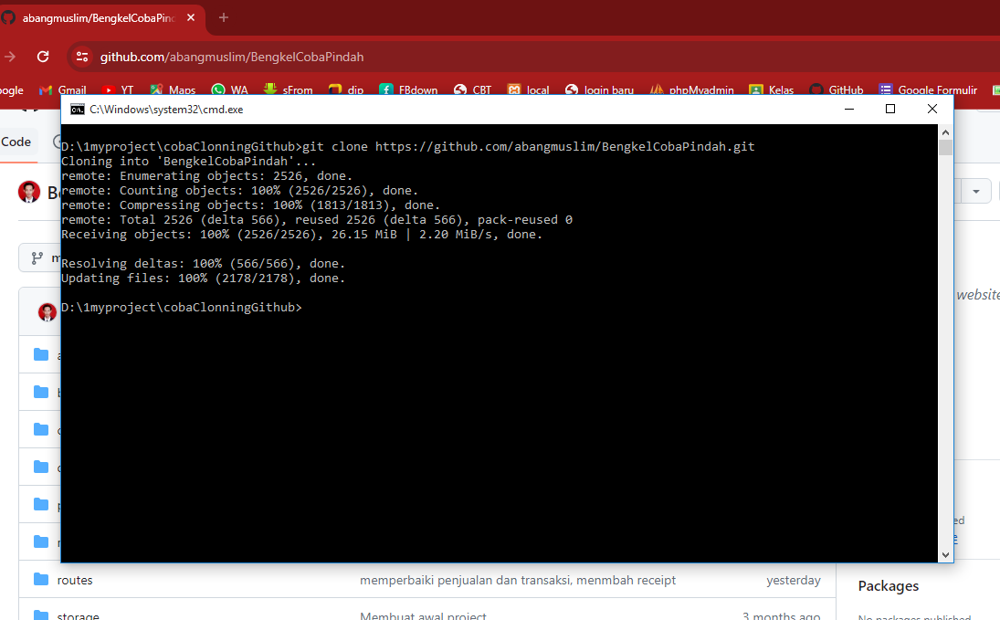 abangmuslim/BengkelCobaPind
github.com/abangmuslim/BengkelCobaPindah
ogle Gmail YT Maps WA sFrom dip FBdown CBT local login baru phpMyadmin Kelas GitHub Google Formulir
C:\Windows\system32\cmd.exe
Code
D:\1myproject\cobaClonningGithub>git clone https://github.com/abangmuslim/BengkelCobaPindah.git
Cloning into 'BengkelCobaPindah'...
remote: Enumerating objects: 2526, done.
remote: Counting objects: 100% (2526/2526), done.
remote: Compressing objects: 100% (1813/1813), done.
remote: Total 2526 (delta 566), reused 2526 (delta 566), pack-reused 0
Receiving objects: 100% (2526/2526), 26.15 MiB | 2.20 MiB/s, done.
Resolving deltas: 100% (566/566), done.
Updating files: 100% (2178/2178), done.
D:\1myproject\cobaClonningGithub>
website
routes memperbaiki penjualan dan transaksi, menmbah receipt yesterday
Packages
storage Membuat awal project 3 months ago
No packages published